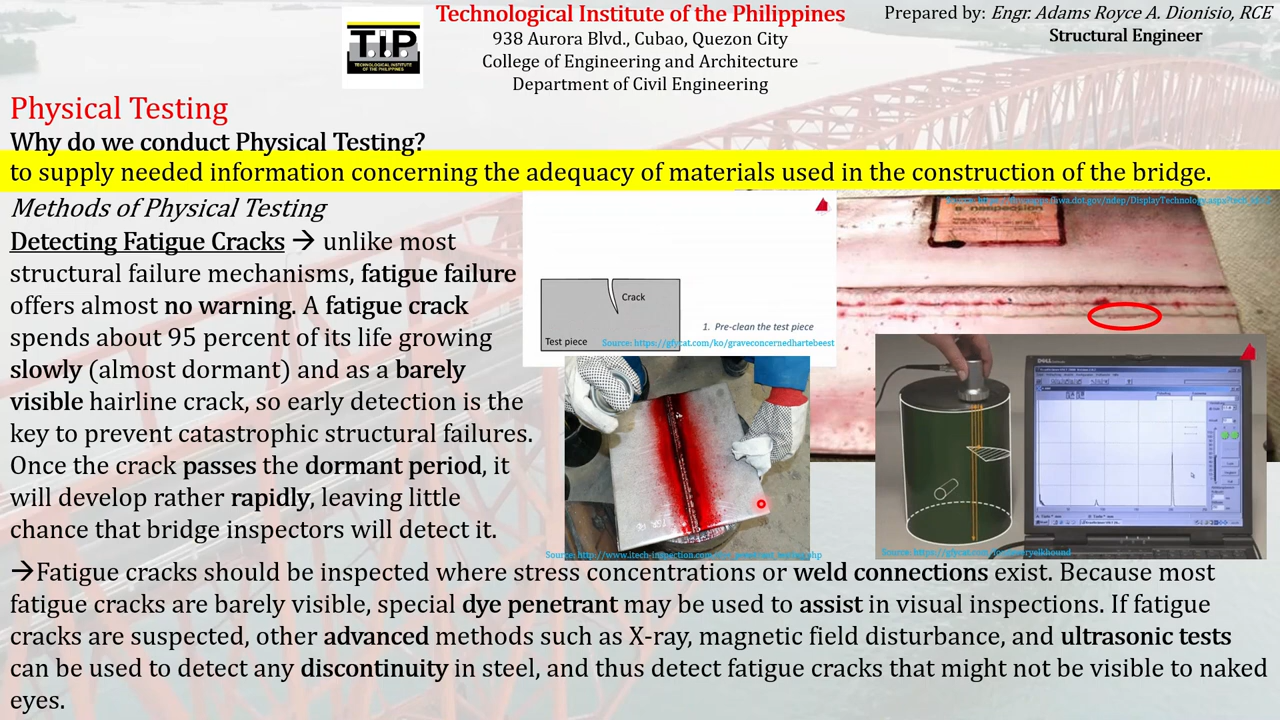 Technological Institute of the Philippines
938 Aurora Blvd., Cubao, Quezon City
College of Engineering and Architecture
Department of Civil Engineering
Prepared by: Engr. Adams Royce A. Dionisio, RCE
Structural Engineer
TiP
TECHNOLOGICAL INSTITUTE
OF THE PHILIPPINES
Physical Testing
Why do we conduct Physical Testing?
to supply needed information concerning the adequacy of materials used in the construction of the bridge.
Methods of Physical Testing
Detecting Fatigue Cracks → unlike most
structural failure mechanisms, fatigue failure
offers almost no warning. A fatigue crack
spends about 95 percent of its life growing
slowly (almost dormant) and as a barely
visible hairline crack, so early detection is the
key to prevent catastrophic structural failures.
Once the crack passes the dormant period, it
will develop rather rapidly, leaving little
chance that bridge inspectors will detect it.
Crack
Test piece
1. Pre-clean the test piece
Source: https://gfycat.com/ko/graveconcernedhartebeest
DELL
→Fatigue cracks should be inspected where stress concentrations or weld connections exist. Because most
fatigue cracks are barely visible, special dye penetrant may be used to assist in visual inspections. If fatigue
cracks are suspected, other advanced methods such as X-ray, magnetic field disturbance, and ultrasonic tests
can be used to detect any discontinuity in steel, and thus detect fatigue cracks that might not be visible to naked
eyes.